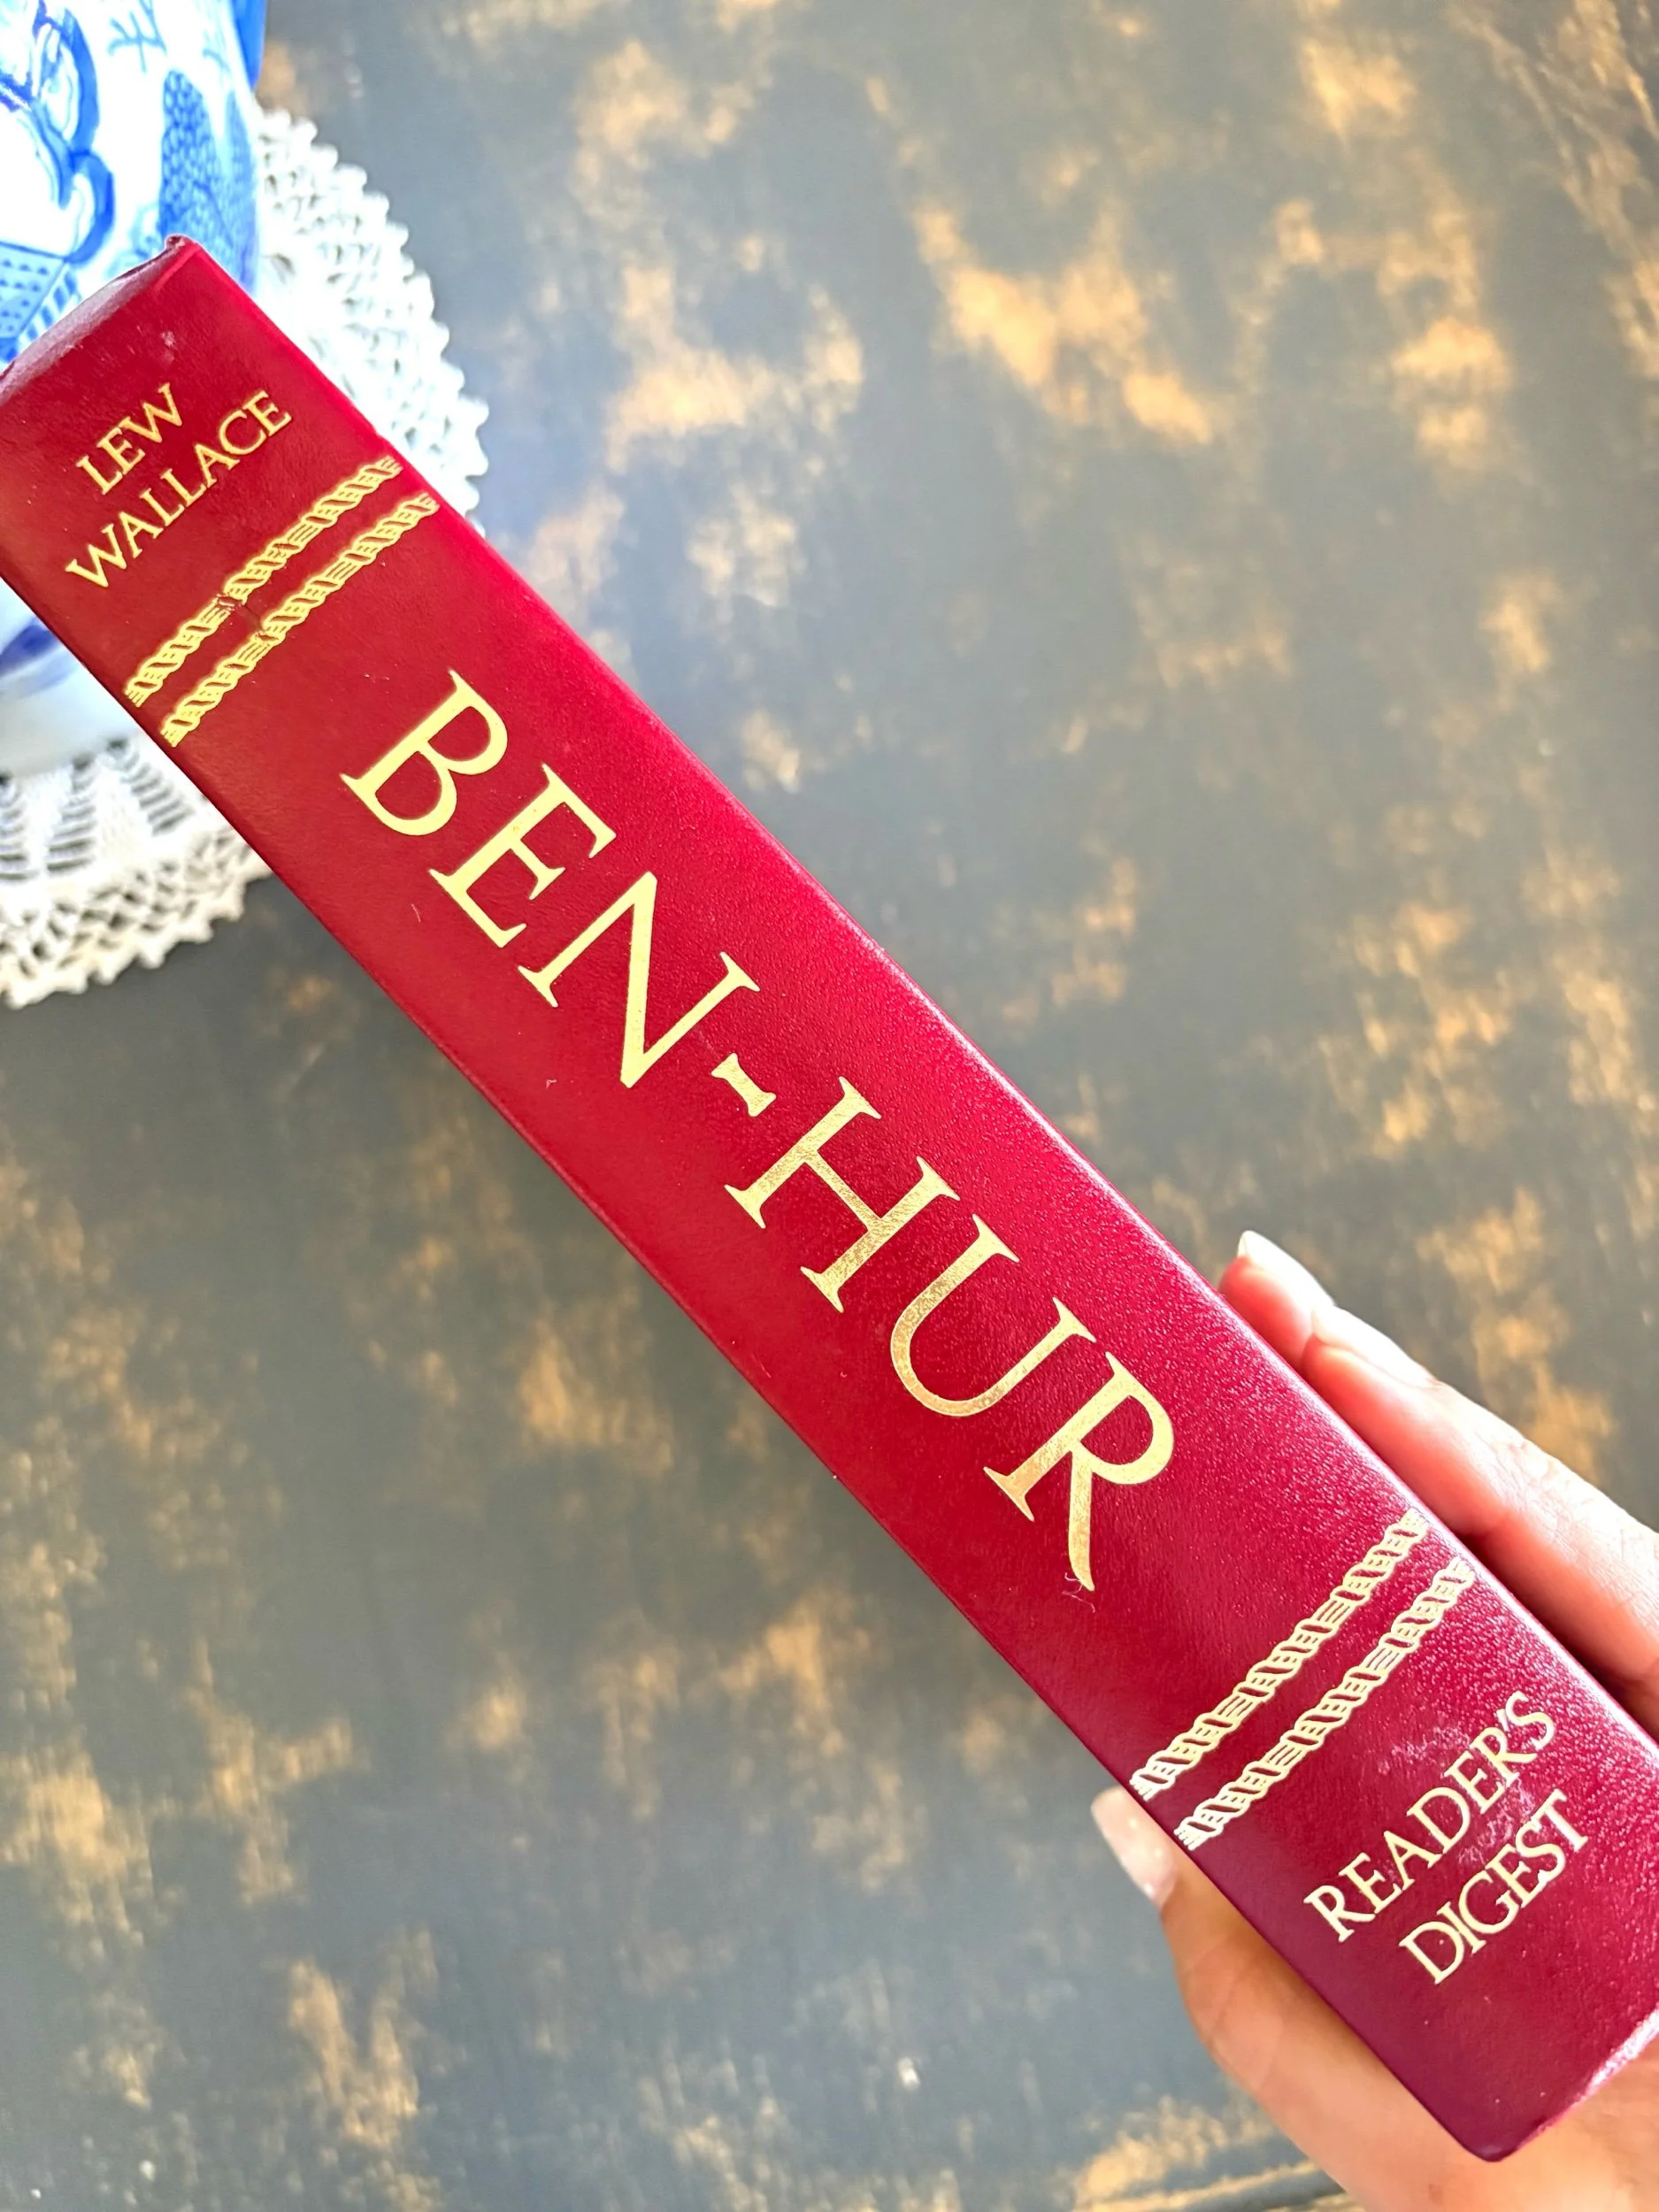 LEW
WALLACE
BEN-HUR
READER'S
DIGEST